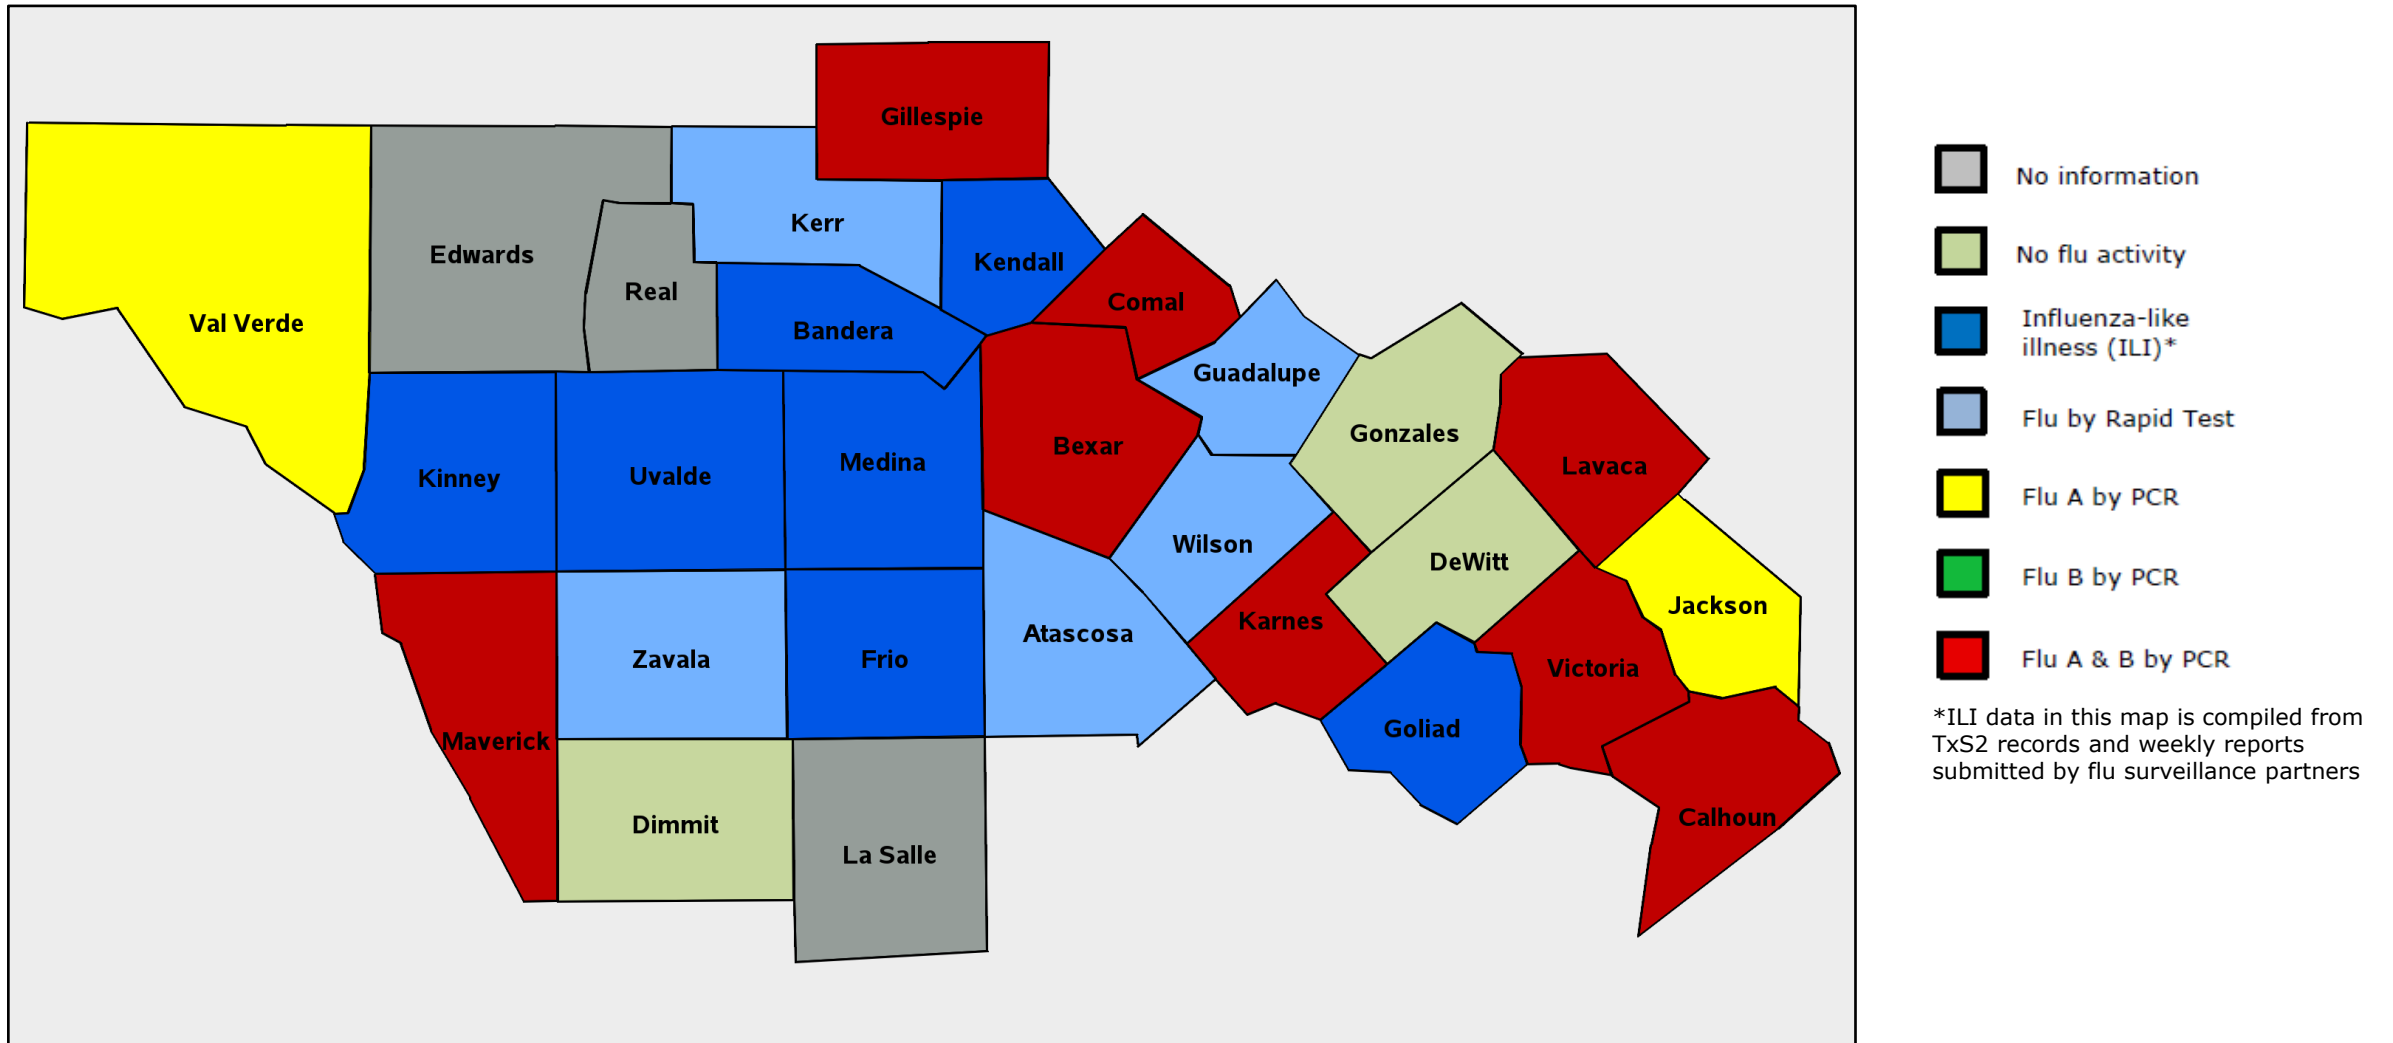 Gillespie
Kerr
Edwards
Kendall
Real
Comal
Val Verde
Bandera
Guadalupe
Gonzales
Bexar
Medina
Lavaca
Uvalde
Kinney
Wilson
DeWitt
Jackson
Karnes
Atascosa
Zavala
Frio
Victoria
Goliad
Maverick
Calhoun
Dimmit
La Salle
No information
No flu activity
Influenza-like
illness (ILI)*
Flu by Rapid Test
Flu A by PCR
Flu B by PCR
Flu A & B by PCR
*ILI data in this map is compiled from
TxS2 records and weekly reports
submitted by flu surveillance partners